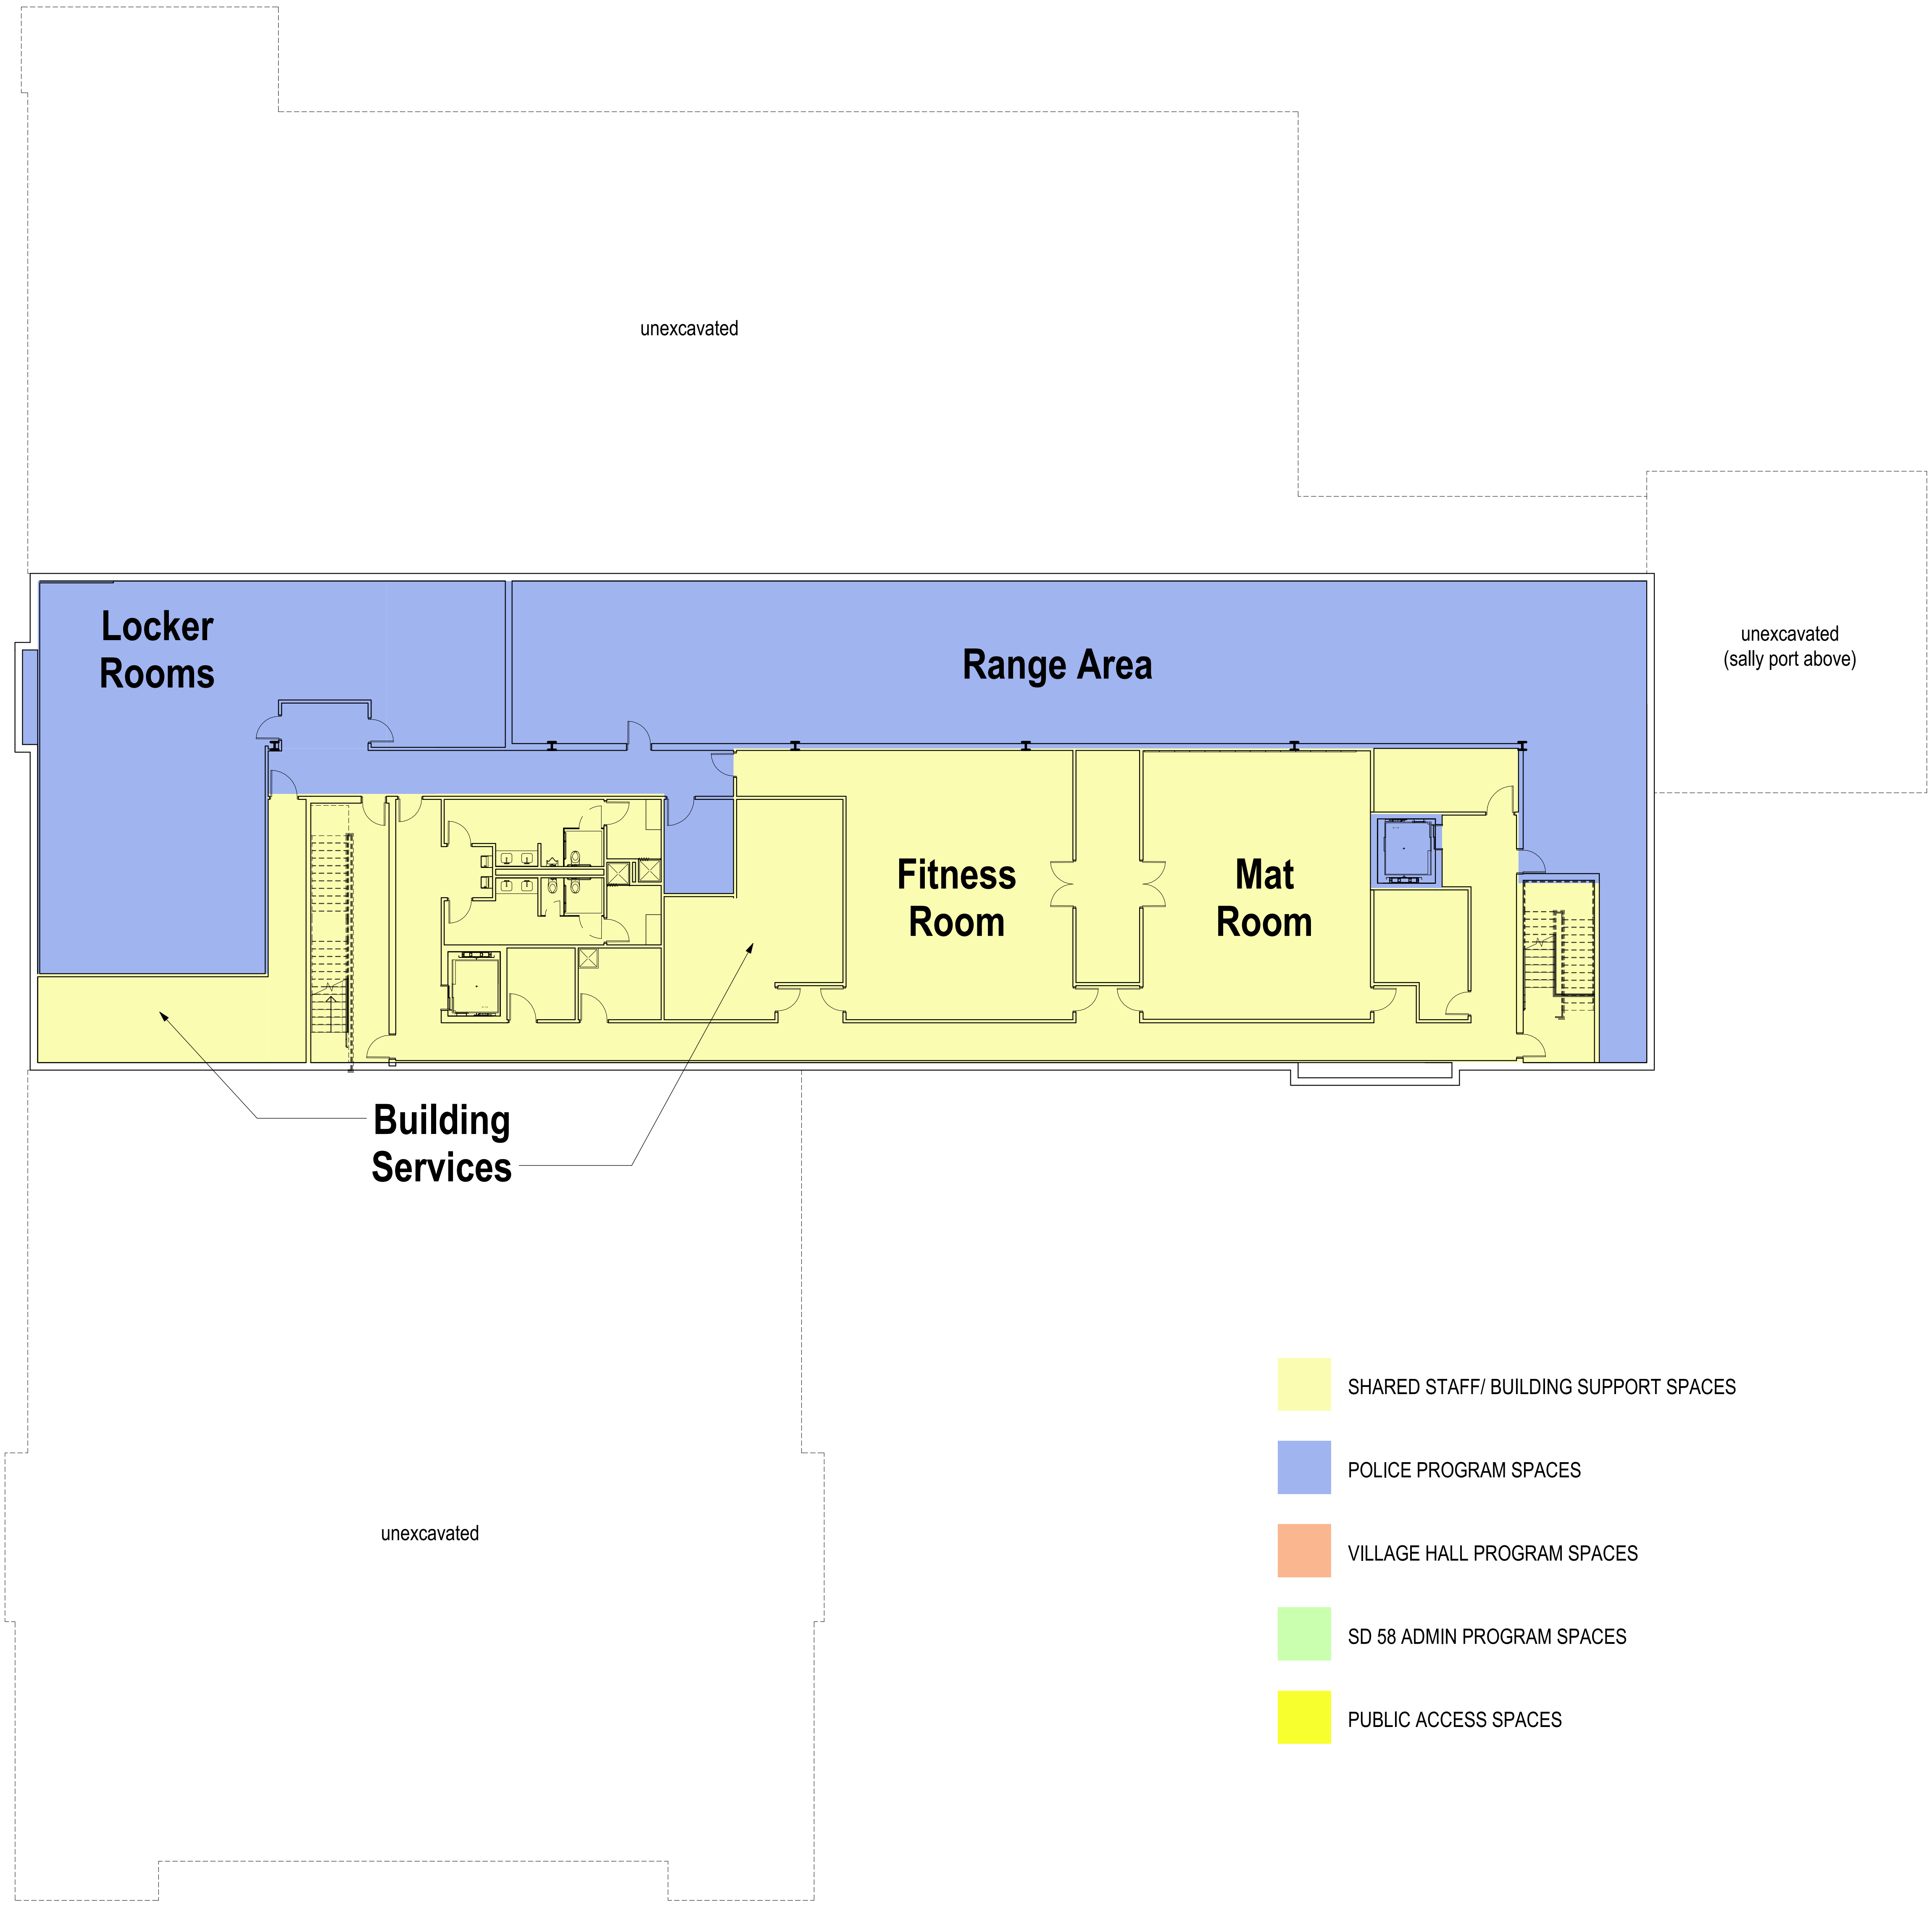 unexcavated
Locker
Rooms
Range Area
unexcavated
(sally port above)
Fitness
Room
Mat
Room
Building
Services
unexcavated
SHARED STAFF/ BUILDING SUPPORT SPACES
POLICE PROGRAM SPACES
VILLAGE HALL PROGRAM SPACES
SD 58 ADMIN PROGRAM SPACES
PUBLIC ACCESS SPACES